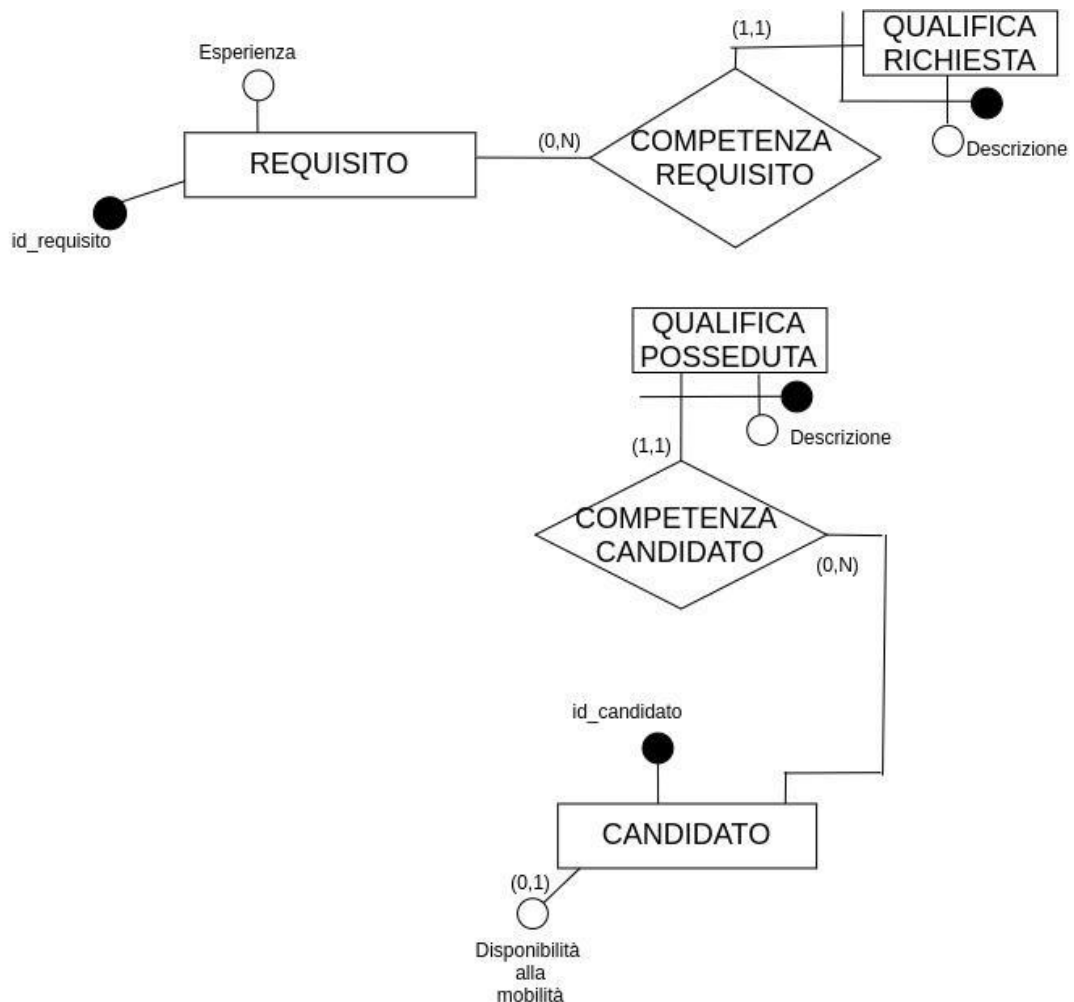 Esperienza
(1,1)
QUALIFICA
RICHIESTA
REQUISITO
(0,N)
COMPETENZA
REQUISITO
Descrizione
id_requisito
QUALIFICA
POSSEDUTA
Descrizione
(1,1)
COMPETENZA
CANDIDATO
(0,N)
id_candidato
CANDIDATO
(0,1)
Disponibilità
alla
mobilità